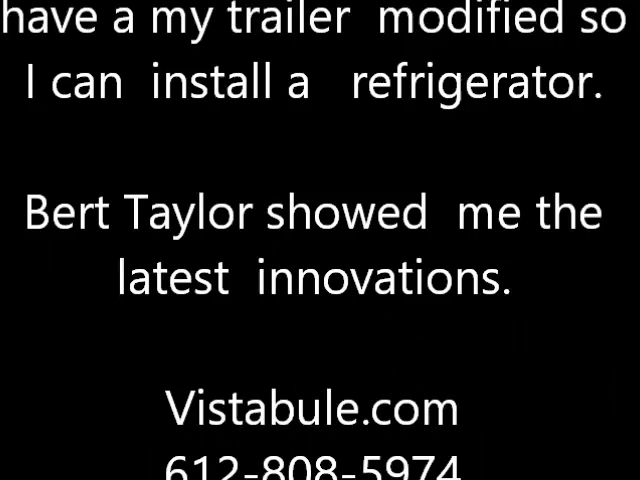 have a my trailer modified so
I can install a refrigerator.
Bert Taylor showed me the
latest innovations.
Vistabule.com
612-808-5974